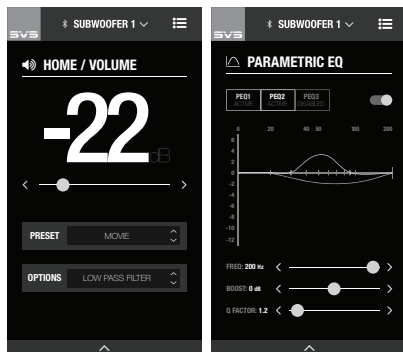 SVS
SUBWOOFER 1
HOME / VOLUME
-22 dB
PRESET MOVIE
OPTIONS LOW PASS FILTER
SVS
SUBWOOFER 1
PARAMETRIC EQ
PEQ1 PEQ2 PEQ3
ACTIVE ACTIVE DISABLED
0 20 40 50 100 200
6
4
2
0
-2
-4
-6
-8
-10
-12
FREQ: 200 Hz
BOOST: 0 dB
Q FACTOR: 1.2